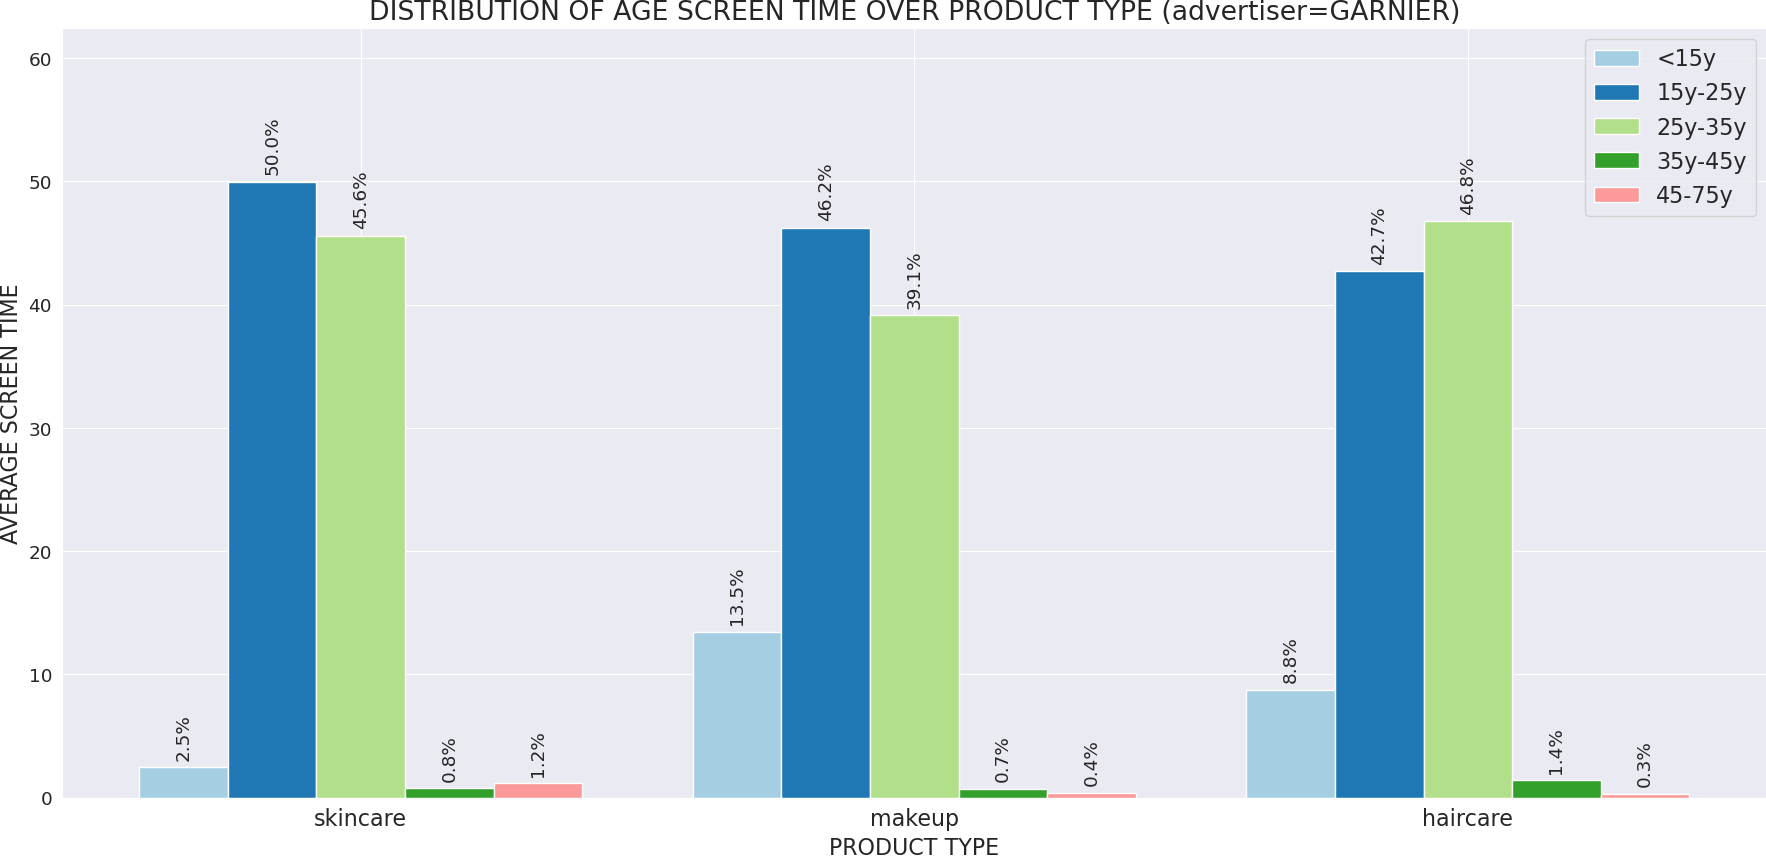 DISTRIBUTION OF AGE SCREEN TIME OVER PRODUCT TYPE (advertiser=GARNIER)
<15y
15y-25y
25y-35y
35y-45y
45-75y
AVERAGE SCREEN TIME
60
50
40
30
20
10
0
2.5%
50.0%
45.6%
0.8%
1.2%
13.5%
46.2%
39.1%
0.7%
0.4%
8.8%
42.7%
46.8%
1.4%
0.3%
skincare
makeup
haircare
PRODUCT TYPE